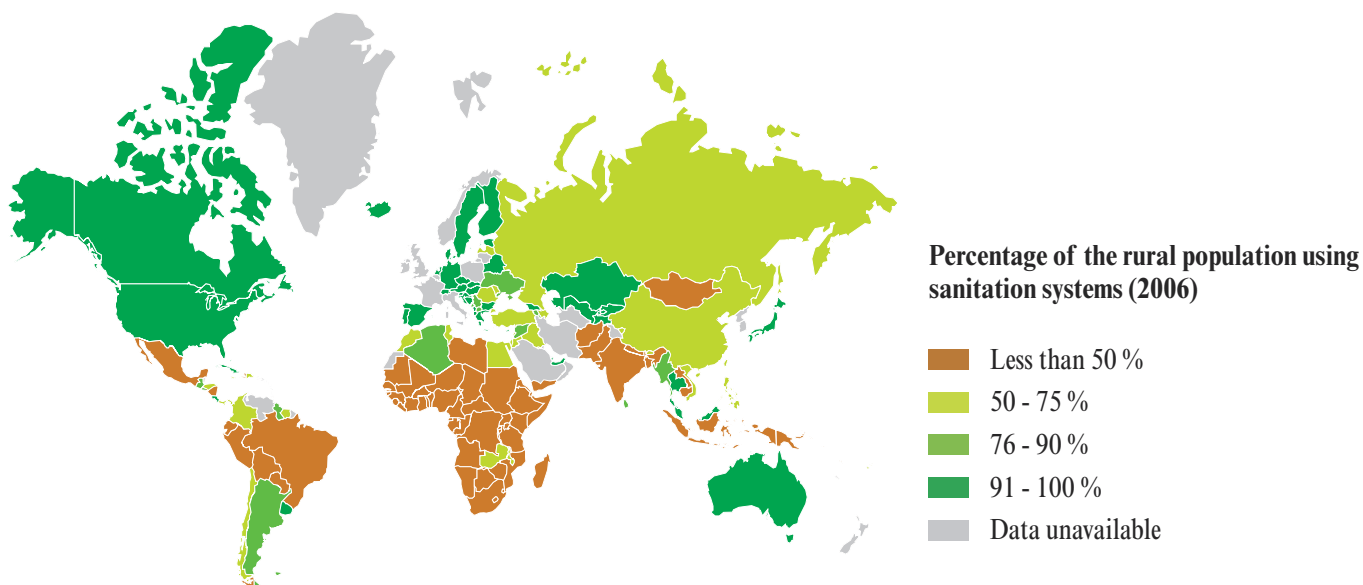 Percentage of the rural population using
sanitation systems (2006)
Less than 50 %
50 - 75 %
76 - 90 %
91 - 100 %
Data unavailable